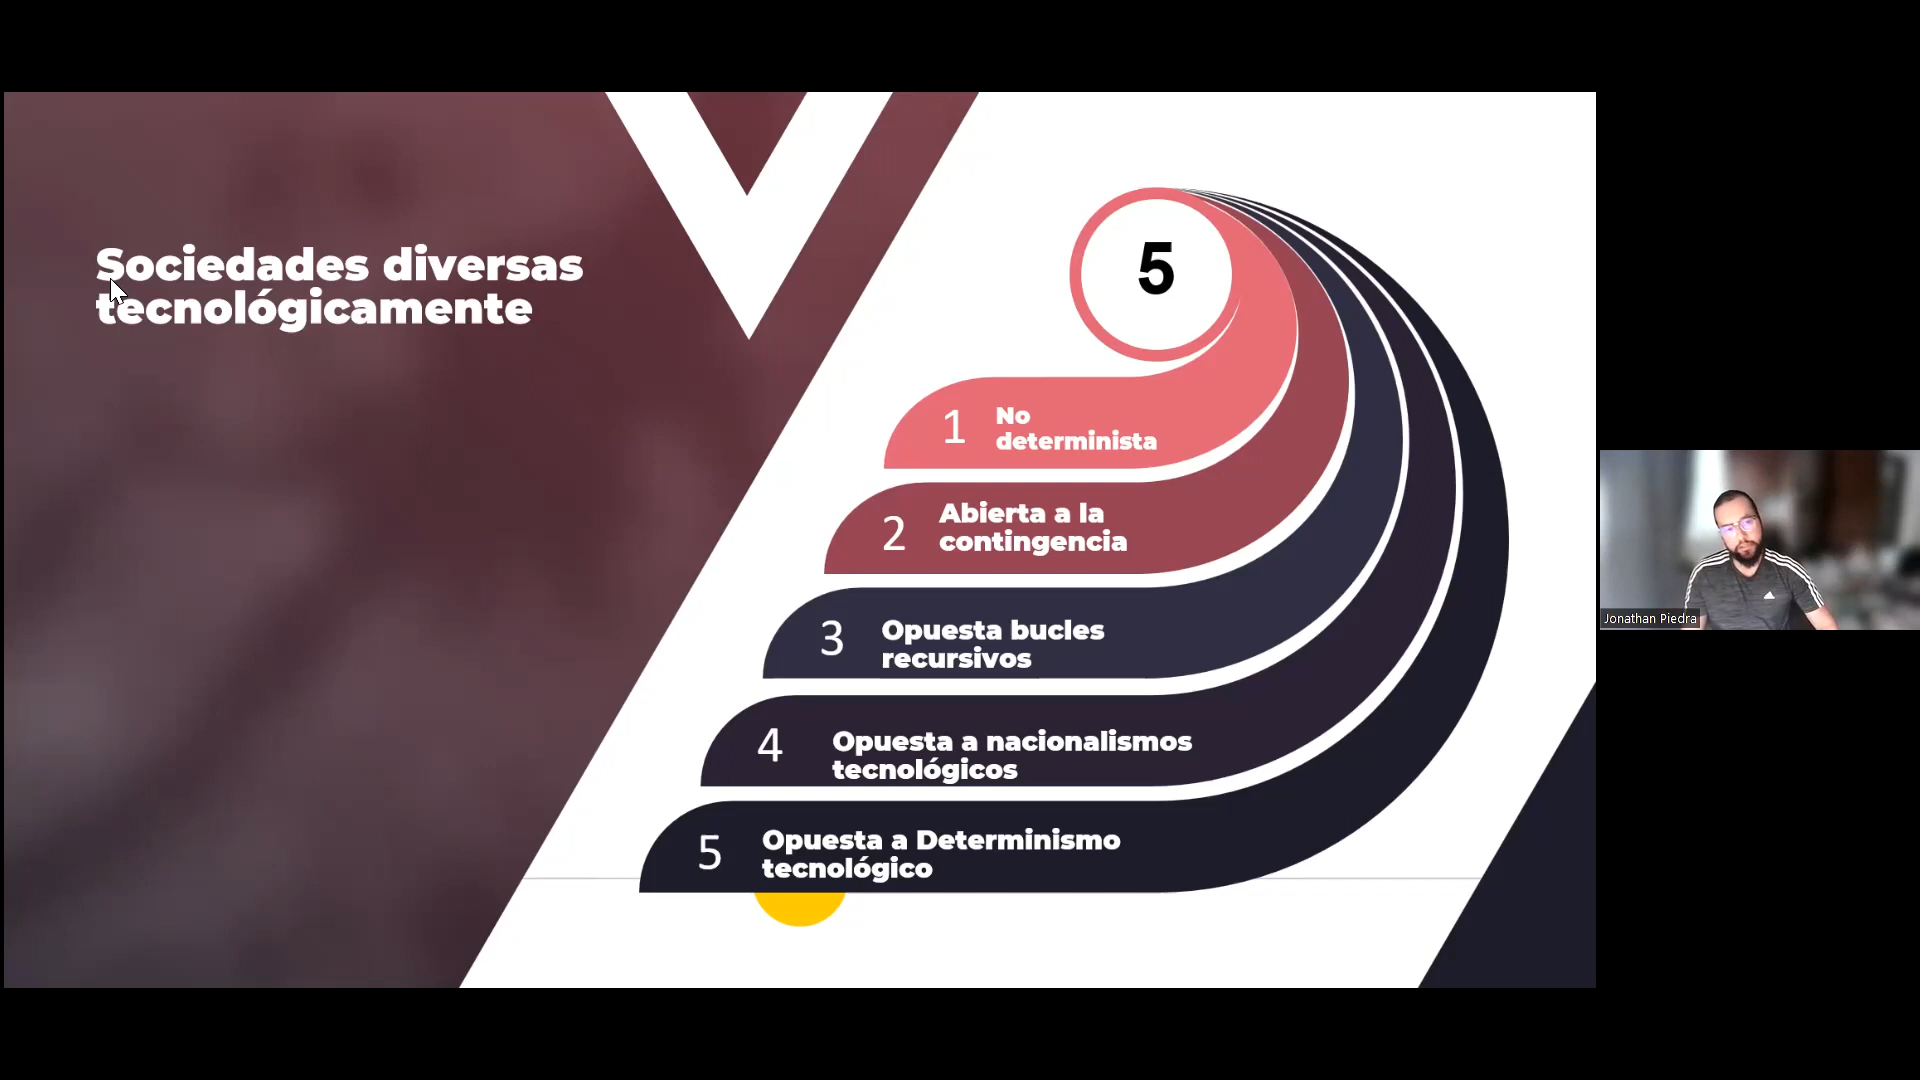 Sociedades diversas
tecnológicamente
5
1
No
determinista
2
Abierta a la
contingencia
3
Opuesta bucles
recursivos
4
Opuesta a nacionalismos
tecnológicos
5
Opuesta a Determinismo
tecnológico
Jonathan Piedra